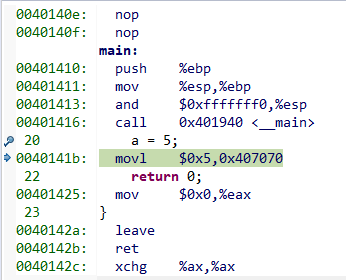 0040140e: nop
0040140f: nop
main:
00401410: push %ebp
00401411: mov %esp,%ebp
00401413: and $0xfffffff0,%esp
00401416: call 0x401940 <__main>
20 a = 5;
0040141b: movl $0x5,0x407070
22 return 0;
00401425: mov $0x0,%eax
23 }
0040142a: leave
0040142b: ret
0040142c: xchg %ax,%ax